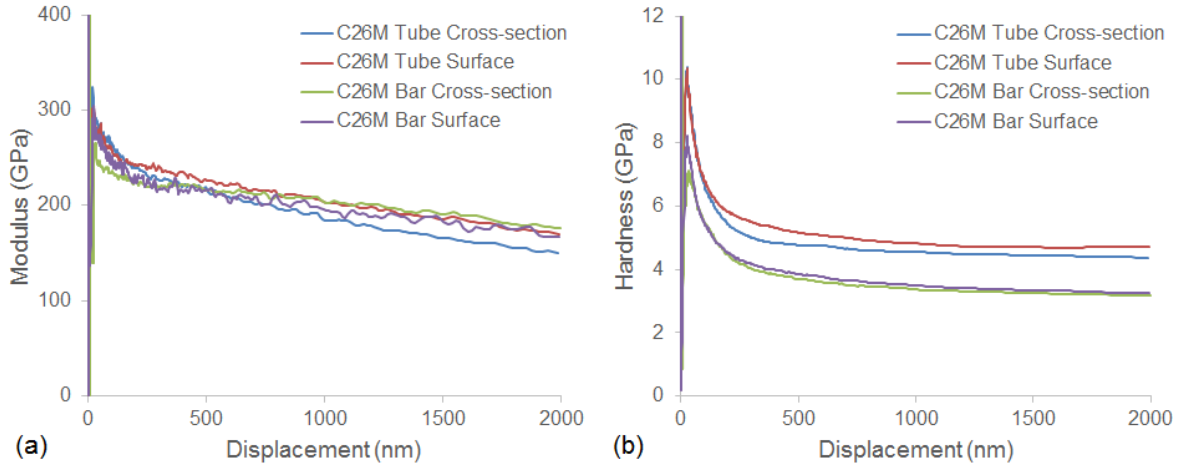 400
300
200
100
0
Modulus (GPa)
C26M Tube Cross-section
C26M Tube Surface
C26M Bar Cross-section
C26M Bar Surface
0 500 1000 1500 2000
Displacement (nm)
(a)
12
10
8
6
4
2
0
Hardness (GPa)
C26M Tube Cross-section
C26M Tube Surface
C26M Bar Cross-section
C26M Bar Surface
0 500 1000 1500 2000
Displacement (nm)
(b)